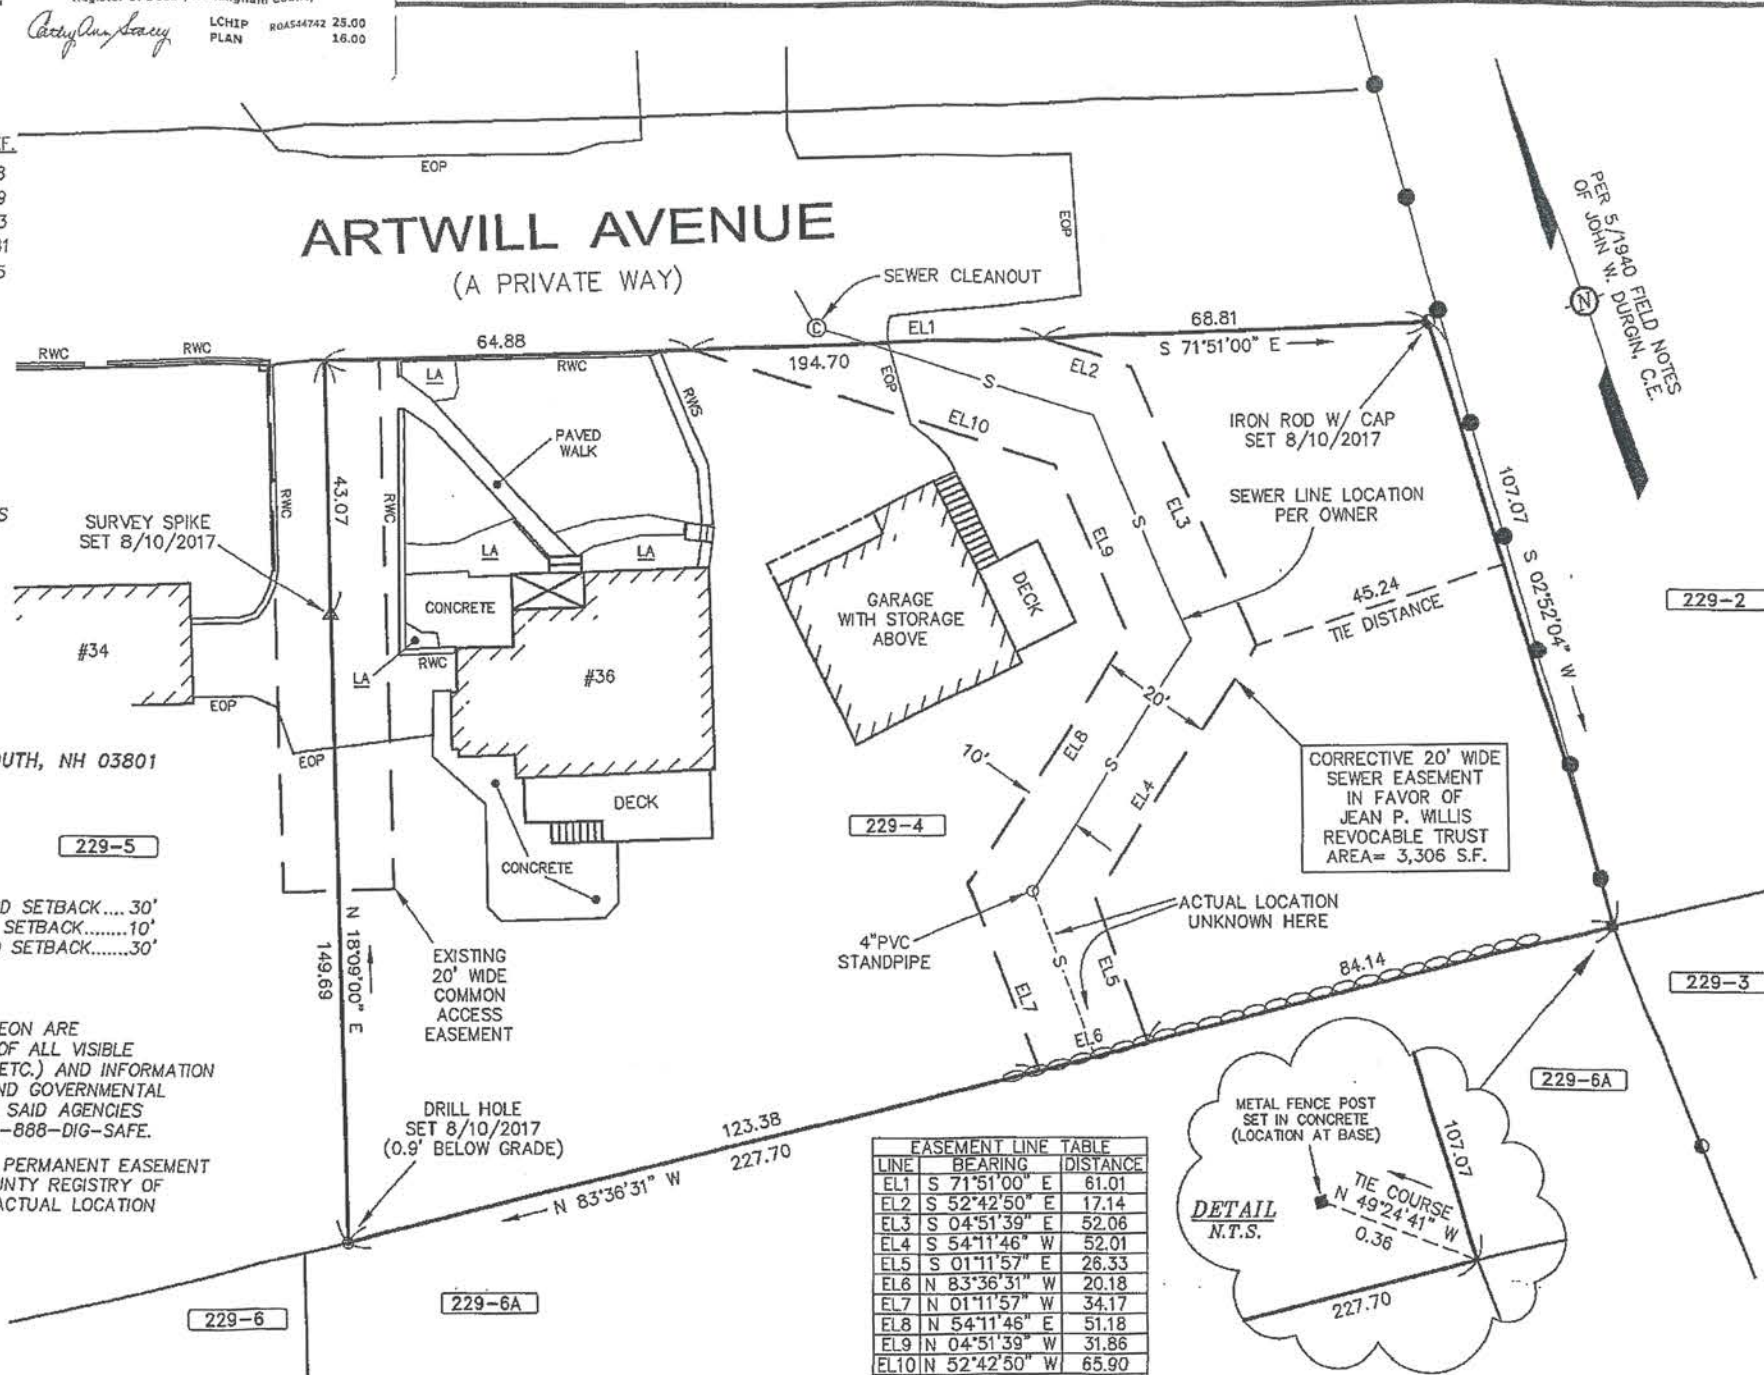 Cathy Ann Stacey
LCHIP ROA544742 25.00
PLAN 16.00
EOP
ARTWILL AVENUE
(A PRIVATE WAY)
EOP
SEWER CLEANOUT
C
PER 5/1940 FIELD NOTES
OF JOHN W. DURGIN, C.E.
N
RWC
RWC
64.88
RWC
194.70
EL1
68.81
S 71°51'00" E
EL2
EOP
S
EL10
LA
RWS
PAVED
WALK
IRON ROD W/ CAP
SET 8/10/2017
43.07
RWC
RWC
SURVEY SPIKE
SET 8/10/2017
SEWER LINE LOCATION
PER OWNER
EL3
S
EL9
107.07
S 02°52'04" W
LA
LA
CONCRETE
GARAGE
WITH STORAGE
ABOVE
DECK
45.24
TIE DISTANCE
229-2
#34
RWC
LA
#36
EOP
20'
EOP
10'
EL8
S
EL4
CORRECTIVE 20' WIDE
SEWER EASEMENT
IN FAVOR OF
JEAN P. WILLIS
REVOCABLE TRUST
AREA= 3,306 S.F.
UTH, NH 03801
DECK
229-4
229-5
CONCRETE
D SETBACK....30'
SETBACK........10'
SETBACK.......30'
N 18°09'00" E
149.69
EXISTING
20' WIDE
COMMON
ACCESS
EASEMENT
4"PVC
STANDPIPE
ACTUAL LOCATION
UNKNOWN HERE
S
EL7
EL5
EL6
84.14
229-3
EON ARE
OF ALL VISIBLE
ETC.) AND INFORMATION
ND GOVERNMENTAL
SAID AGENCIES
-888-DIG-SAFE.
PERMANENT EASEMENT
UNTY REGISTRY OF
ACTUAL LOCATION
DRILL HOLE
SET 8/10/2017
(0.9' BELOW GRADE)
123.38
227.70
N 83°36'31" W
229-6A
METAL FENCE POST
SET IN CONCRETE
(LOCATION AT BASE)
107.07
TIE COURSE
N 49°24'41" W
0.36
DETAIL
N.T.S.
227.70
229-6
229-6A
EASEMENT LINE TABLE
LINE BEARING DISTANCE
EL1 S 71°51'00" E 61.01
EL2 S 52°42'50" E 17.14
EL3 S 04°51'39" E 52.06
EL4 S 54°11'46" W 52.01
EL5 S 01°11'57" E 26.33
EL6 N 83°36'31" W 20.18
EL7 N 01°11'57" W 34.17
EL8 N 54°11'46" E 51.18
EL9 N 04°51'39" W 31.86
EL10 N 52°42'50" W 65.90